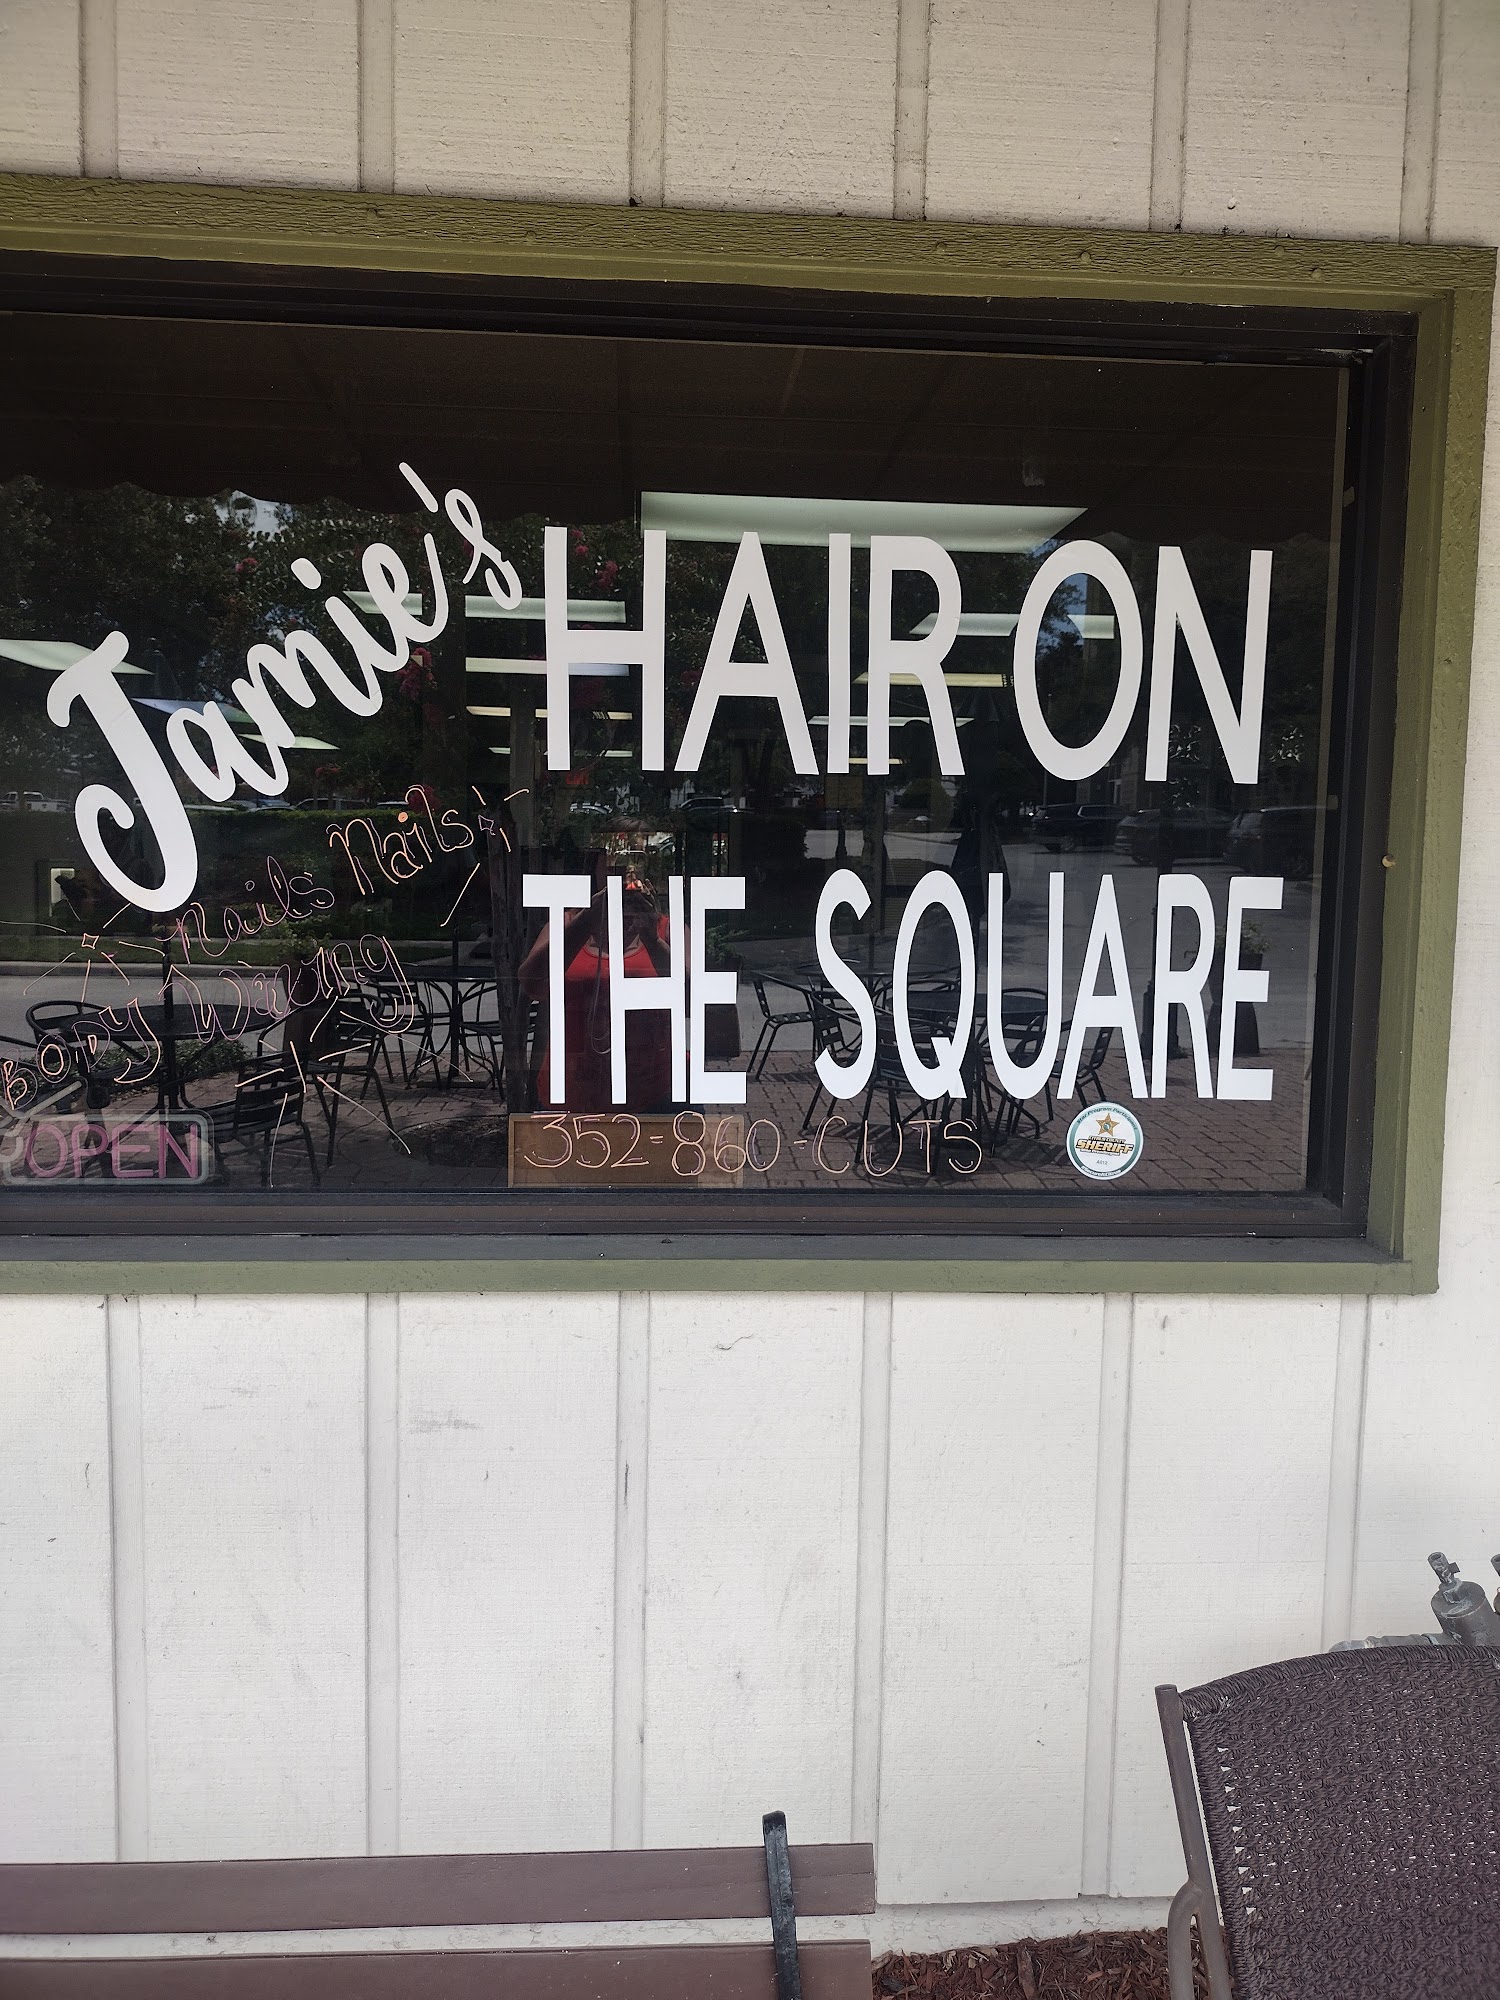 Jamie's
HAIR ON
THE SQUARE
Nails Nails
Body Waxing
OPEN
352-860-CUTS
SHERIFF